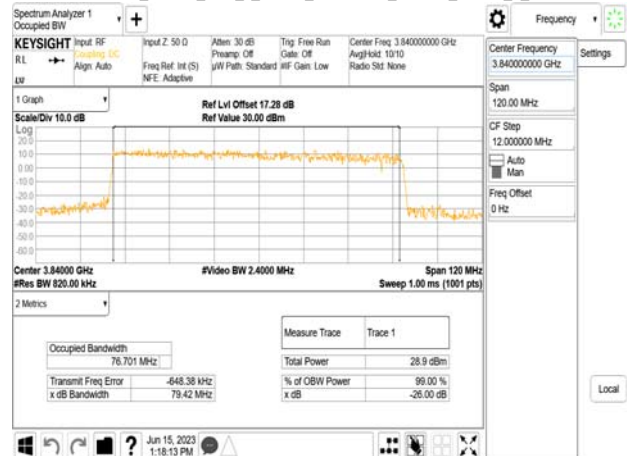 Spectrum Analyzer 1
Occupied BW
Frequency
KEYSIGHT
RL
Input: RF
Coupling: DC
Align: Auto
Input Z: 50 Ω
Freq Ref: Int (S)
NFE: Adaptive
Atten: 30 dB
Preamp: Off
µW Path: Standard
Trig: Free Run
Gate: Off
#IF Gain: Low
Center Freq: 3.840000000 GHz
Avg|Hold: 10/10
Radio Std: None
Center Frequency
3.840000000 GHz
Settings
Span
120.00 MHz
CF Step
12.000000 MHz
Auto
Man
Freq Offset
0 Hz
Local
1 Graph
Scale/Div 10.0 dB
Ref Lvl Offset 17.28 dB
Ref Value 30.00 dBm
Log
20.0
10.0
0.00
-10.0
-20.0
-30.0
-40.0
-50.0
-60.0
Center 3.84000 GHz
#Res BW 820.00 kHz
#Video BW 2.4000 MHz
Span 120 MHz
Sweep 1.00 ms (1001 pts)
2 Metrics
Measure Trace Trace 1
Occupied Bandwidth
76.701 MHz
Total Power 28.9 dBm
Transmit Freq Error -648.38 kHz
% of OBW Power 99.00 %
x dB Bandwidth 79.42 MHz
x dB -26.00 dB
Jun 15, 2023
1:18:13 PM